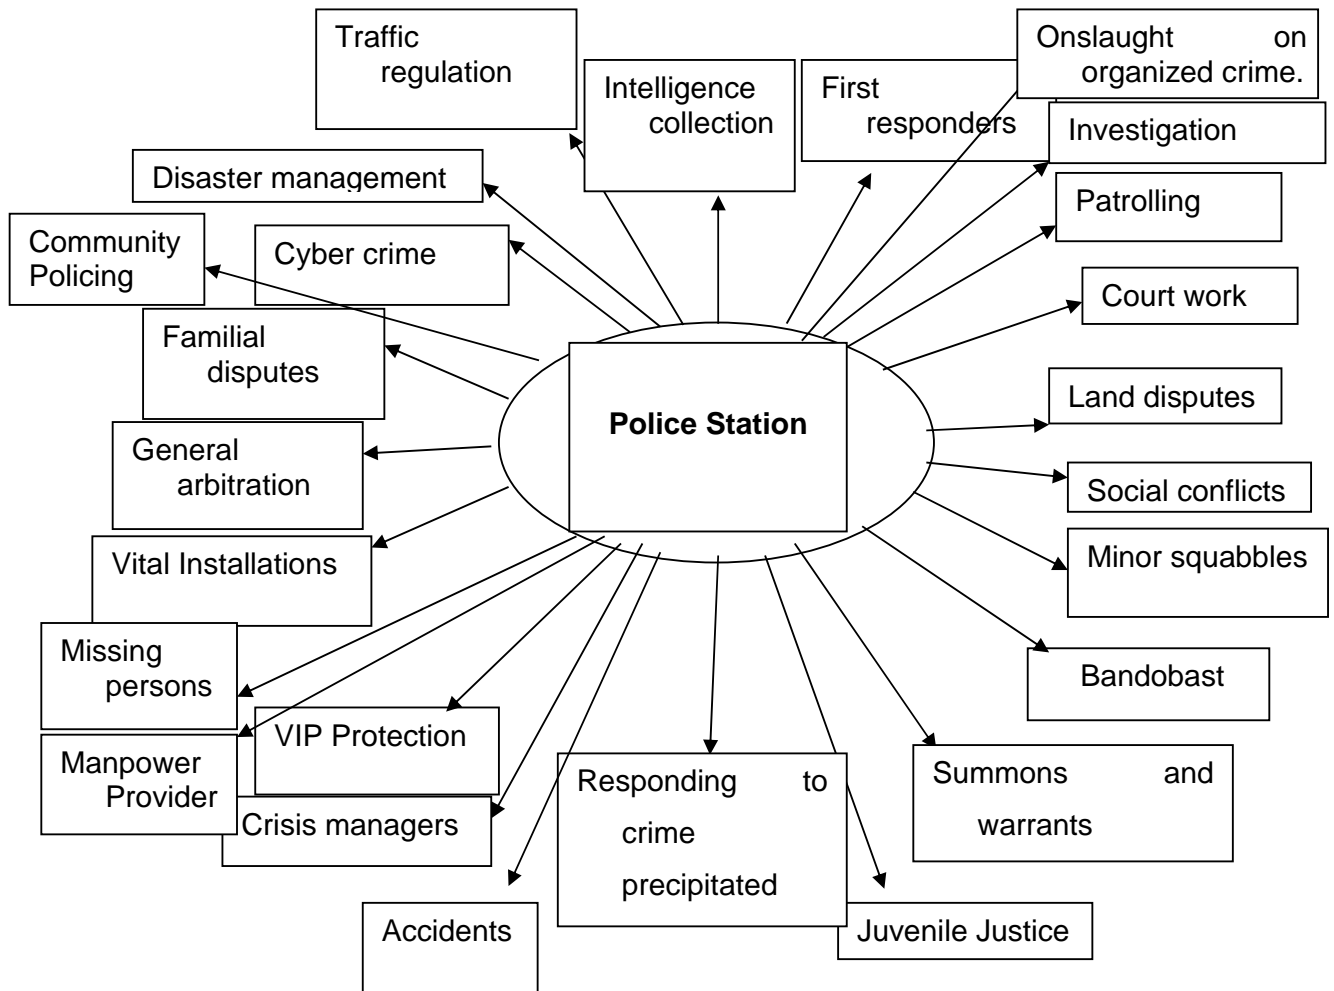 Traffic
regulation
Intelligence
collection
First
responders
Onslaught on
organized crime.
Investigation
Disaster management
Patrolling
Community
Policing
Cyber crime
Court work
Familial
disputes
Land disputes
Police Station
General
arbitration
Social conflicts
Vital Installations
Minor squabbles
Missing
persons
Bandobast
VIP Protection
Manpower
Provider
Crisis managers
Responding to
crime
precipitated
Summons and
warrants
Accidents
Juvenile Justice